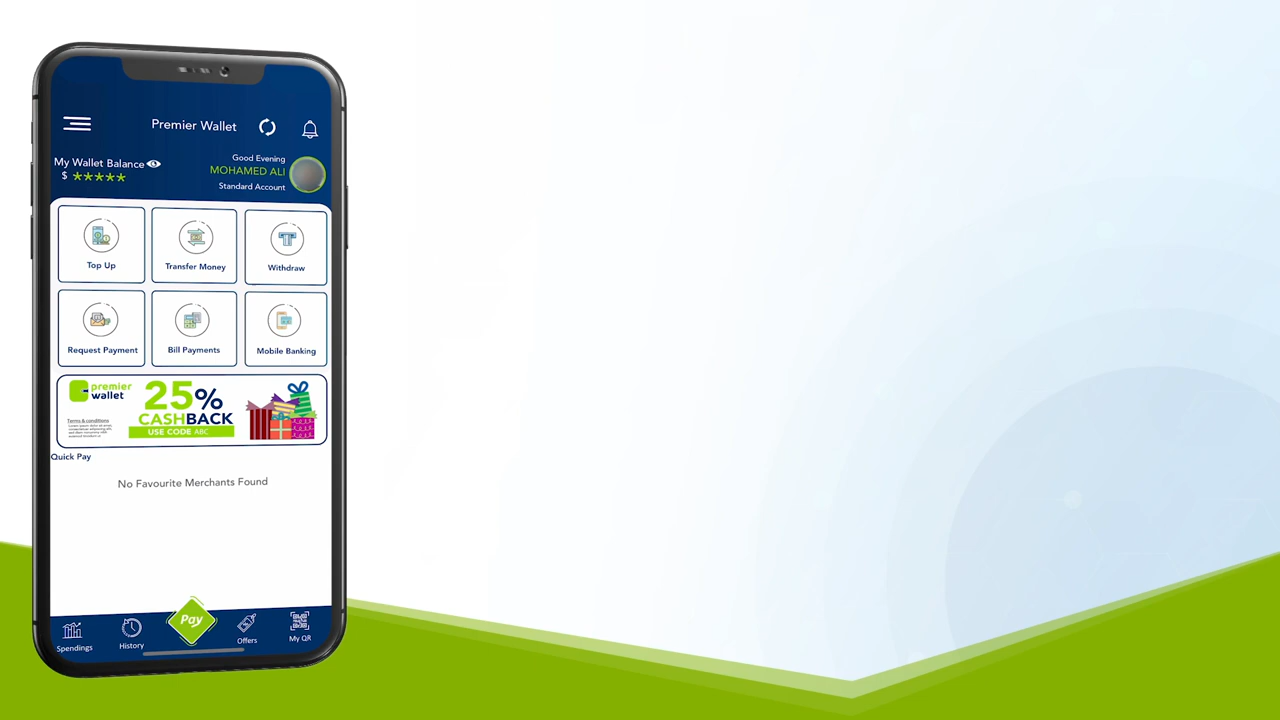 Premier Wallet
My Wallet Balance
$ *****
Good Evening
MOHAMED ALI
Standard Account
Top Up
Transfer Money
Withdraw
Request Payment
Bill Payments
Mobile Banking
premier
wallet
Terms & conditions
25%
CASHBACK
USE CODE ABC
Quick Pay
No Favourite Merchants Found
Spendings
History
Pay
Offers
My QR